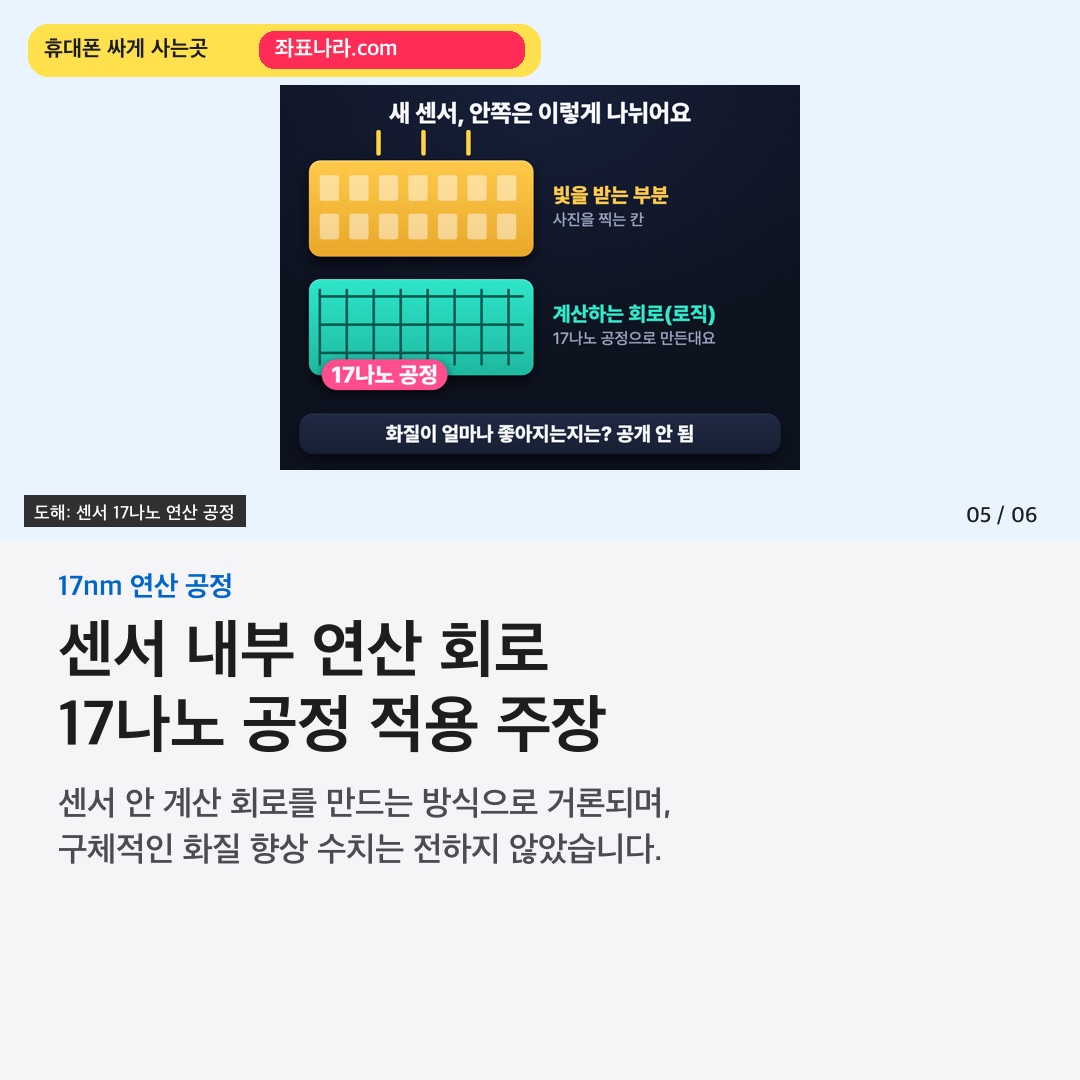 휴대폰 싸게 사는곳
좌표나라.com
새 센서, 안쪽은 이렇게 나뉘어요
빛을 받는 부분
사진을 찍는 칸
계산하는 회로(로직)
17나노 공정으로 만든대요
17나노 공정
화질이 얼마나 좋아지는지는? 공개 안 됨
도해: 센서 17나노 연산 공정
05 / 06
17nm 연산 공정
센서 내부 연산 회로
17나노 공정 적용 주장
센서 안 계산 회로를 만드는 방식으로 거론되며,
구체적인 화질 향상 수치는 전하지 않았습니다.